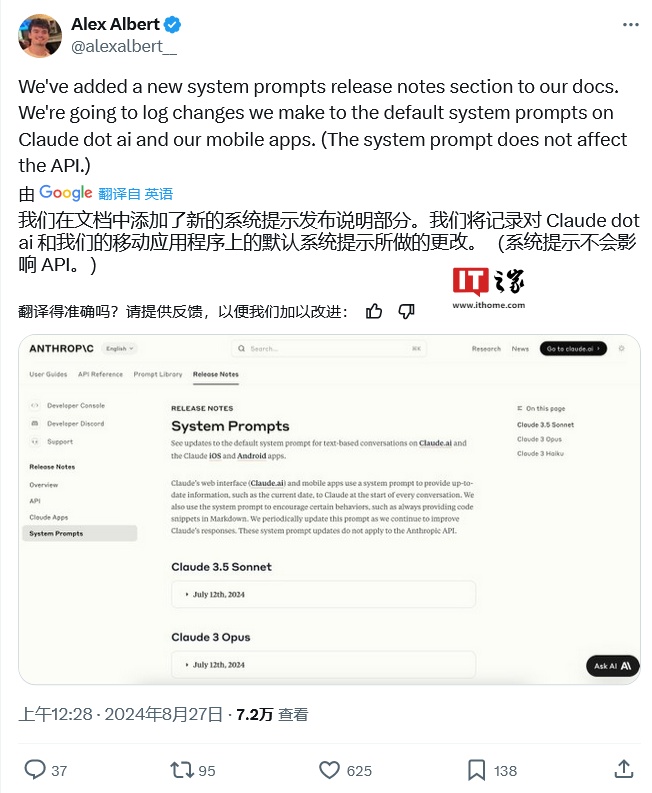 Alex Albert
@alexalbert__
We've added a new system prompts release notes section to our docs.
We're going to log changes we make to the default system prompts on
Claude dot ai and our mobile apps. (The system prompt does not affect
the API.)
由 Google 翻译自 英语
我们在文档中添加了新的系统提示发布说明部分。我们将记录对 Claude dot
ai 和我们的移动应用程序上的默认系统提示所做的更改。 （系统提示不会影
响 API。）
IT之家
www.ithome.com
翻译得准确吗？请提供反馈，以便我们加以改进：
ANTHROP\C
English
Search...
⌘K
Research
News
Go to claude.ai ›
User Guides
API Reference
Prompt Library
Release Notes
Developer Console
Developer Discord
Support
Release Notes
Overview
API
Claude Apps
System Prompts
RELEASE NOTES
System Prompts
See updates to the default system prompt for text-based conversations on Claude.ai and
the Claude iOS and Android apps.
Claude's web interface (Claude.ai) and mobile apps use a system prompt to provide up-to-
date information, such as the current date, to Claude at the start of every conversation. We
also use the system prompt to encourage certain behaviors, such as always providing code
snippets in Markdown. We periodically update this prompt as we continue to improve
Claude's responses. These system prompt updates do not apply to the Anthropic API.
Claude 3.5 Sonnet
July 12th, 2024
Claude 3 Opus
July 12th, 2024
On this page
Claude 3.5 Sonnet
Claude 3 Opus
Claude 3 Haiku
Ask AI
上午12:28 · 2024年8月27日 · 7.2万 查看
37
95
625
138